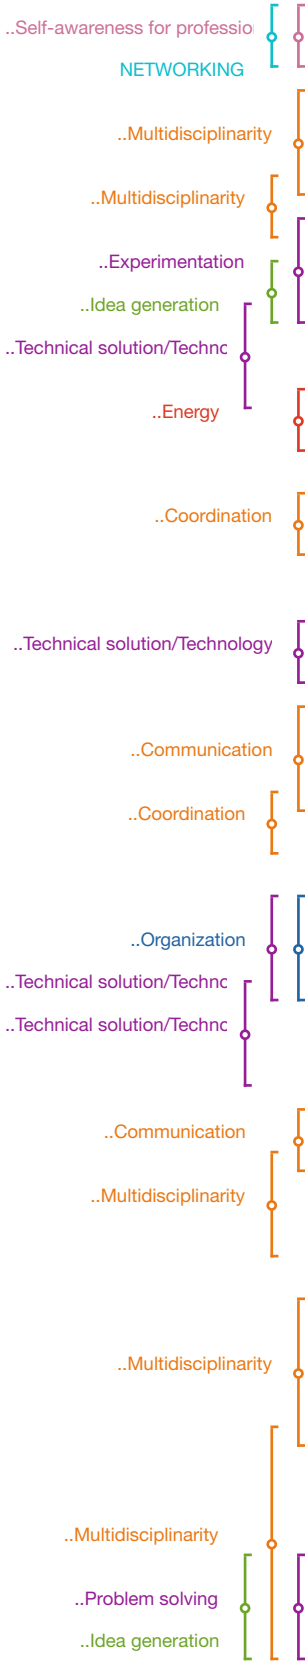 ..Self-awareness for professio
NETWORKING
..Multidisciplinarity
..Multidisciplinarity
..Experimentation
..Idea generation
..Technical solution/Techno
..Energy
..Coordination
..Technical solution/Technology
..Communication
..Coordination
..Organization
..Technical solution/Techno
..Technical solution/Techno
..Communication
..Multidisciplinarity
..Multidisciplinarity
..Multidisciplinarity
..Problem solving
..Idea generation